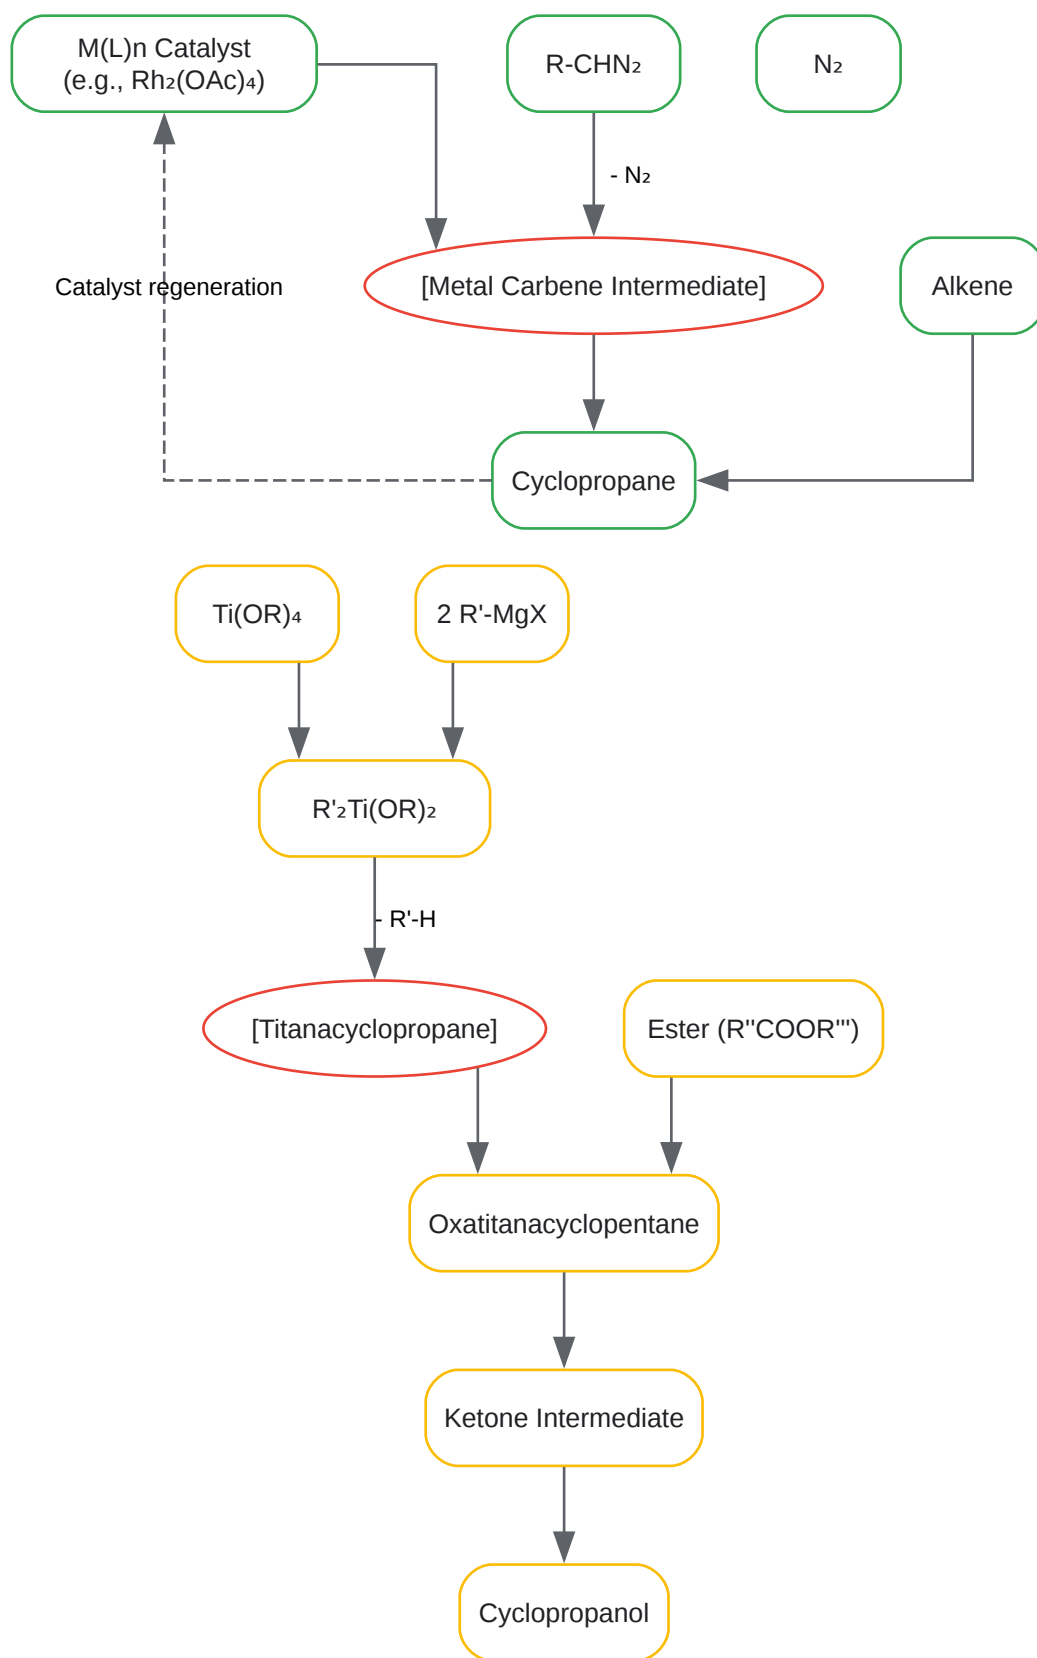 M(L)n Catalyst
(e.g., Rh₂(OAc)₄)
R-CHN₂
N₂
- N₂
[Metal Carbene Intermediate]
Alkene
Catalyst regeneration
Cyclopropane
Ti(OR)₄
2 R'-MgX
R'₂Ti(OR)₂
- R'-H
[Titanacyclopropane]
Ester (R''COOR''')
Oxatitanacyclopentane
Ketone Intermediate
Cyclopropanol